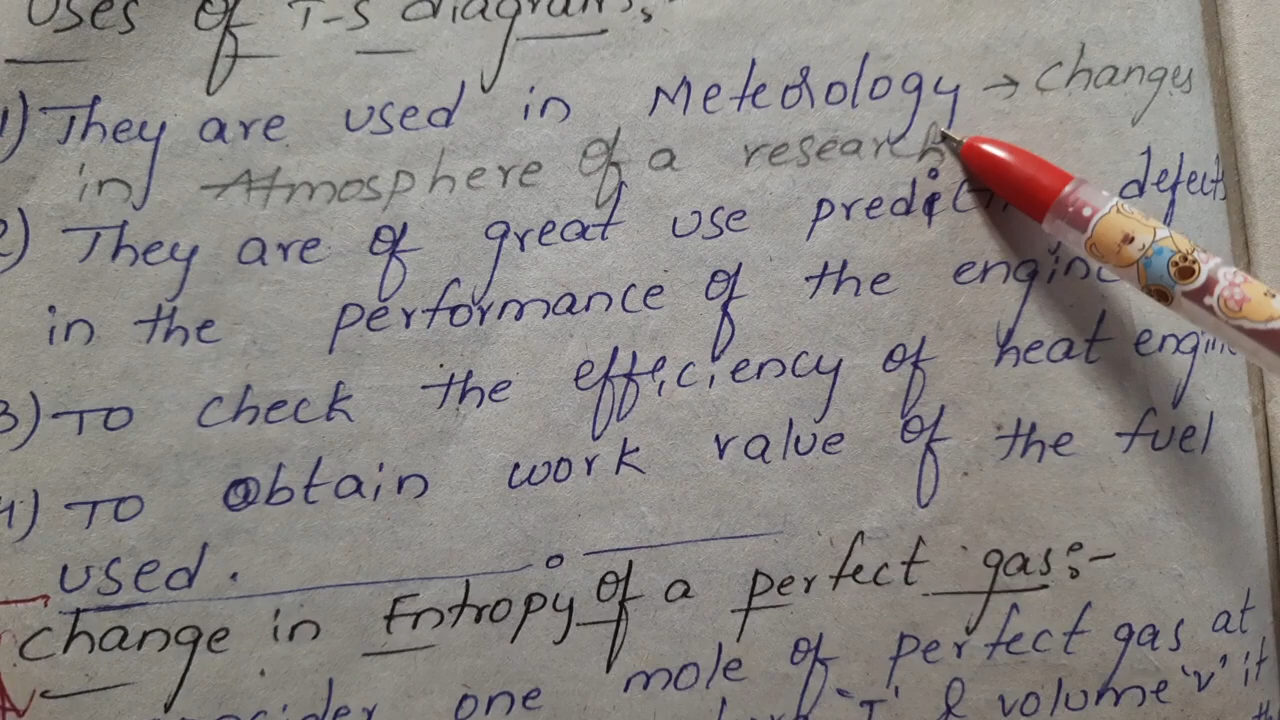 Uses of T-S diagram:
1) They are used in Meteorology → Changes
in Atmosphere of a research
2) They are of great use defects
in the performance of the engine
3) To check the efficiency of heat engine
4) To obtain work value of the fuel
used.
Change in Entropy of a perfect gas:-
one mole of perfect gas at
'T' & volume 'v' it